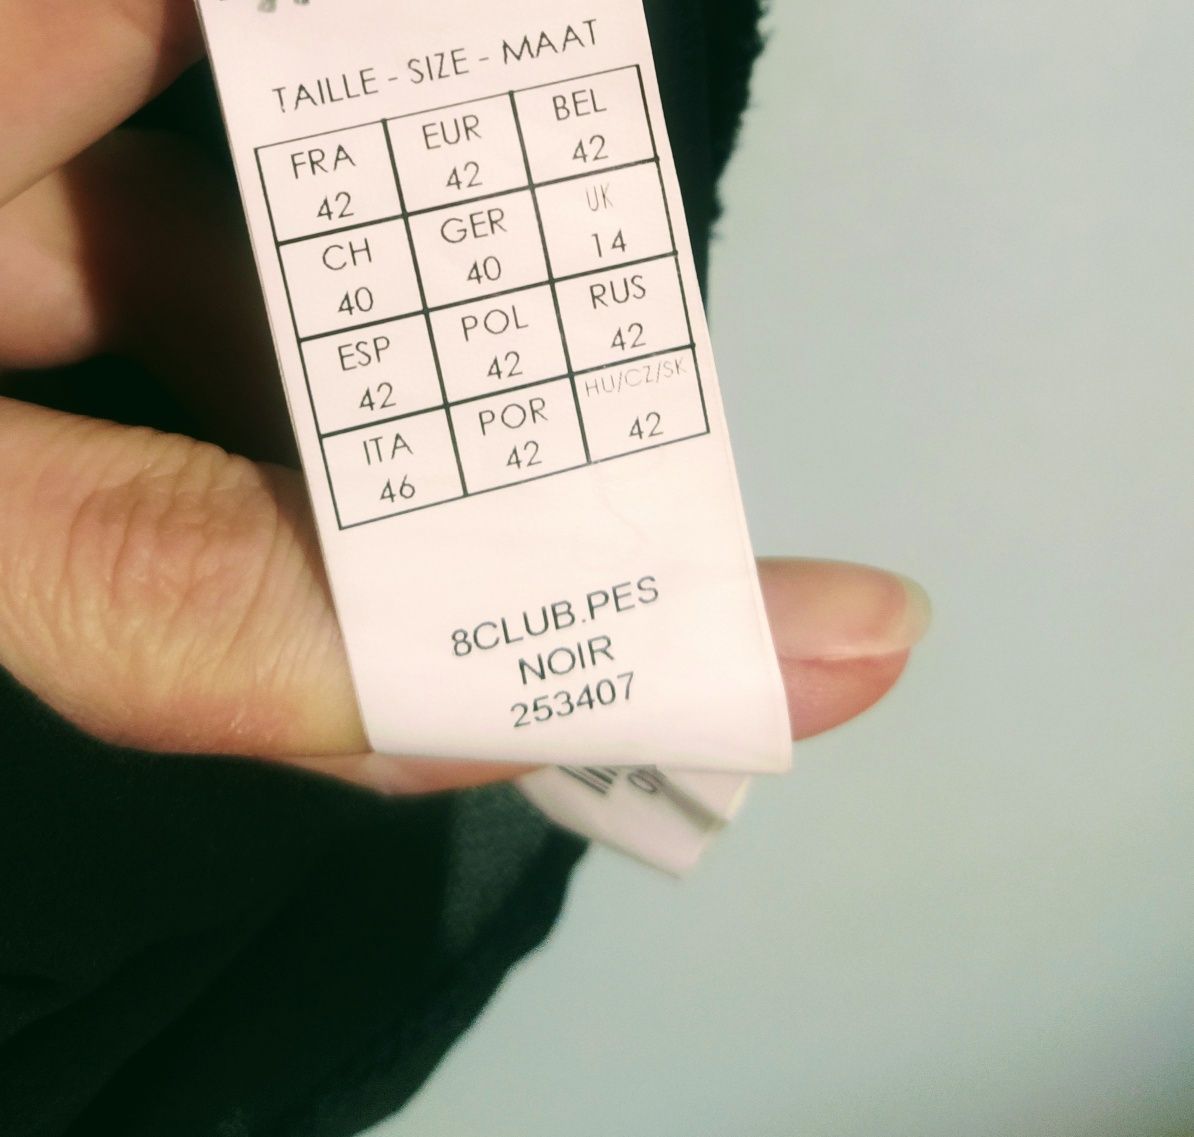 TAILLE - SIZE - MAAT
FRA EUR BEL
42 42 42
CH GER UK
40 40 14
ESP POL RUS
42 42 42
ITA POR HU/CZ/SK
46 42 42
8CLUB.PES
NOIR
253407